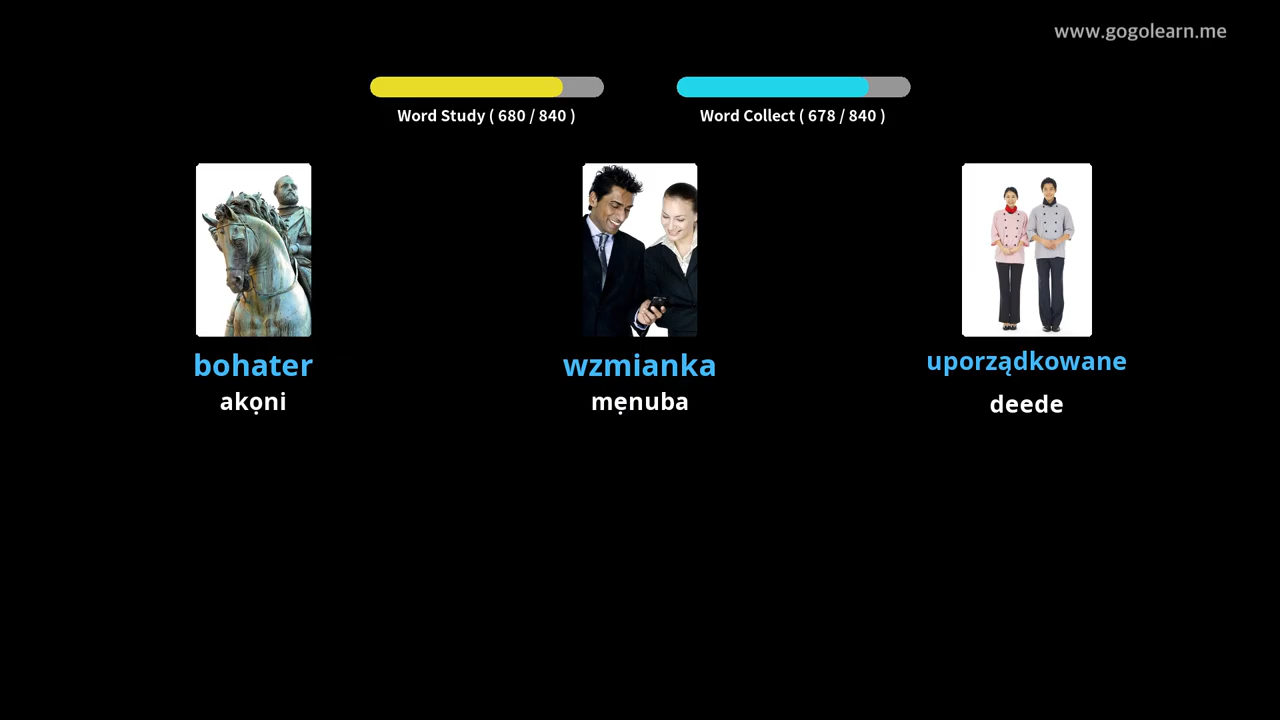 www.gogolearn.me
Word Study ( 680 / 840 )
Word Collect ( 678 / 840 )
bohater
akọni
wzmianka
mẹnuba
uporządkowane
deede